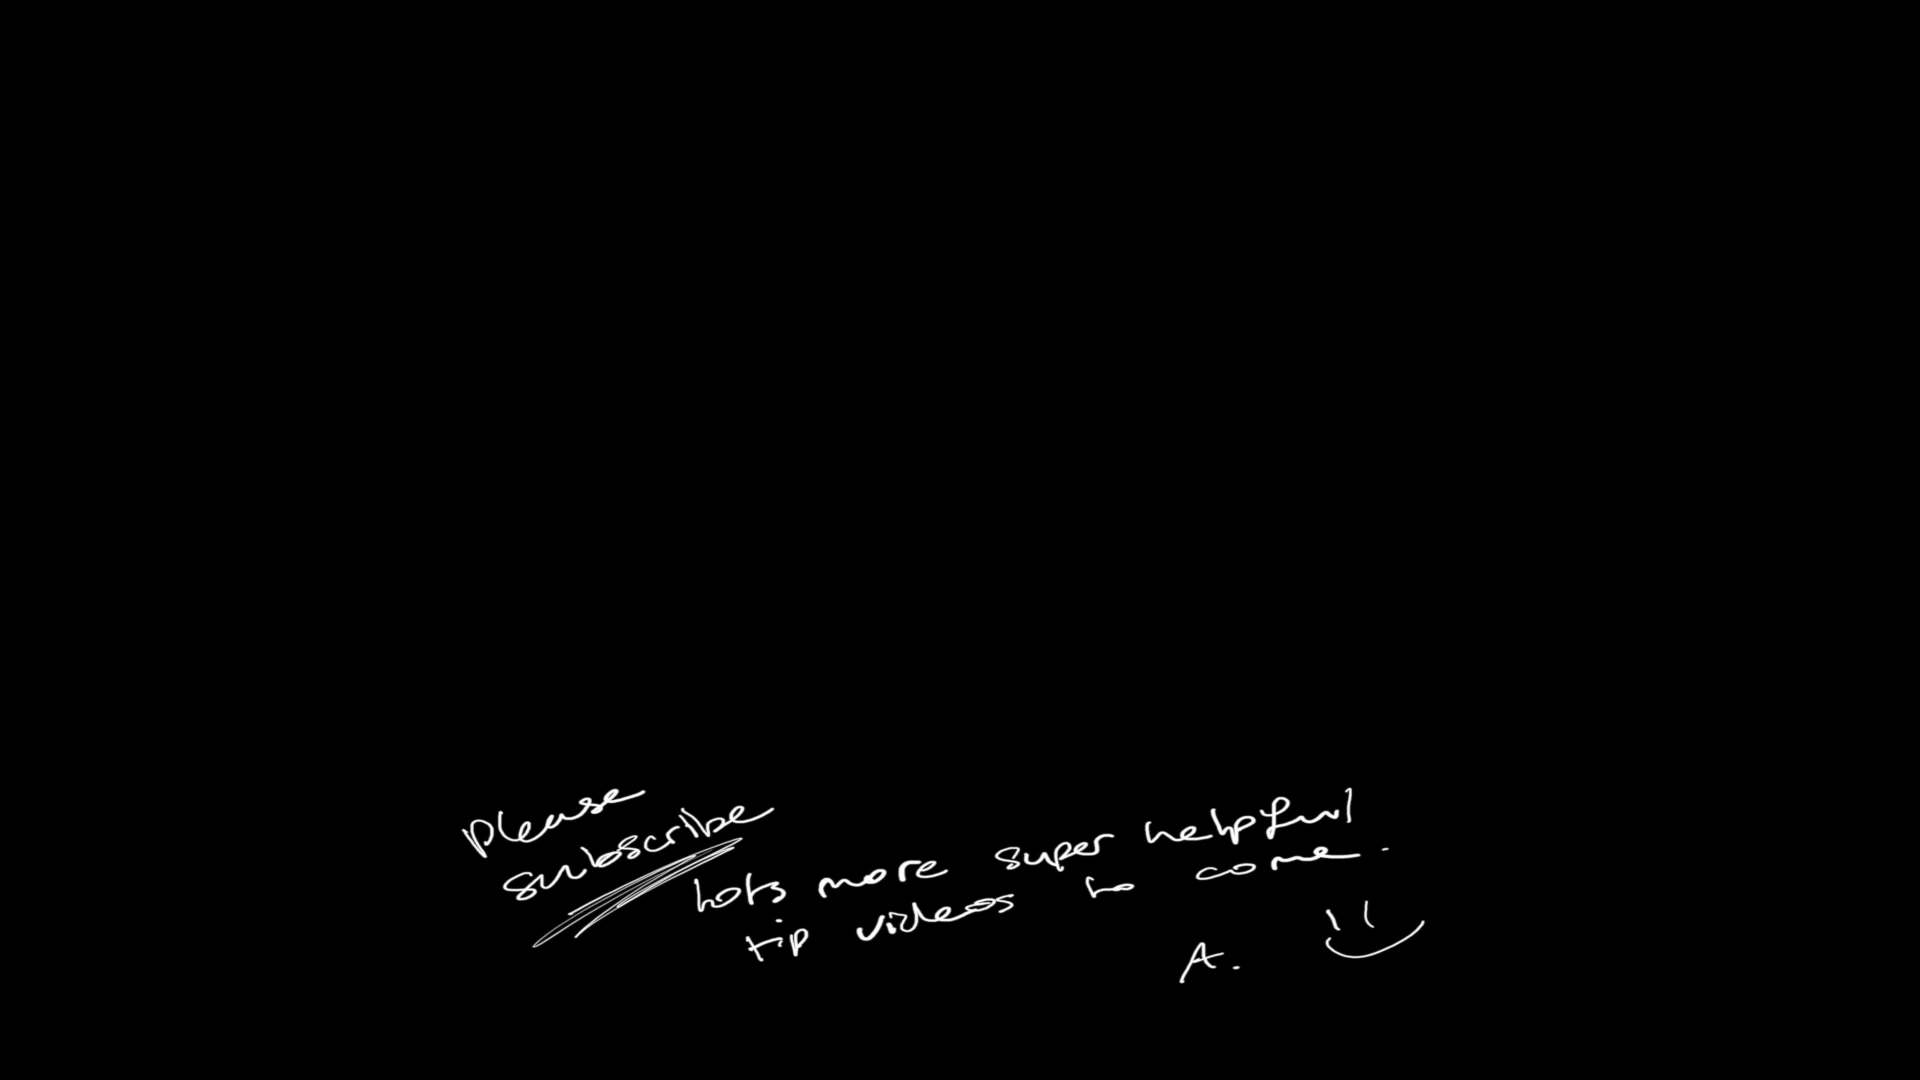 please
subscribe
lots more super helpful
tip videos to come.
A.